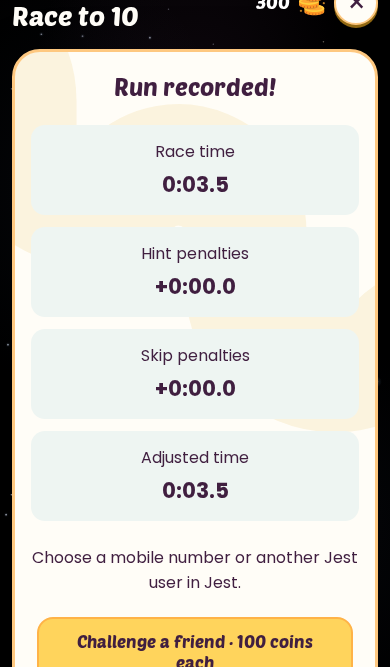 300 ×
Race to 10
Run recorded!
Race time
0:03.5
Hint penalties
+0:00.0
Skip penalties
+0:00.0
Adjusted time
0:03.5
Choose a mobile number or another Jest
user in Jest.
Challenge a friend · 100 coins
each